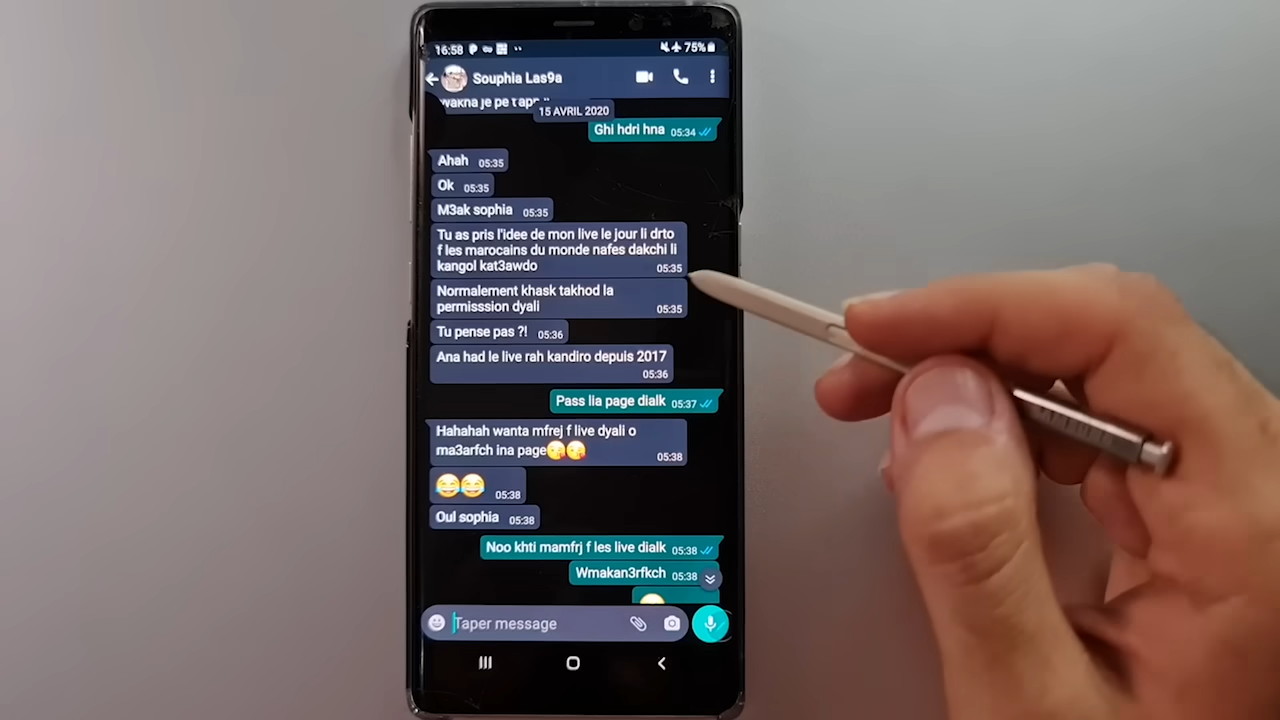 16:58
75%
Souphia Las9a
wakha je pe t'app
15 AVRIL 2020
Ghi hdri hna 05:34
Ahah 05:35
Ok 05:35
M3ak sophia 05:35
Tu as pris l'idee de mon live le jour li drto
f les marocains du monde nafes dakchi li
kangol kat3awdo 05:35
Normalement khask takhod la
permisssion dyali 05:35
Tu pense pas ?! 05:36
Ana had le live rah kandiro depuis 2017
05:36
Pass lia page dialk 05:37
Hahahah wanta mfrej f live dyali o
ma3arfch ina page😘😘 05:38
😂😂 05:38
Oui sophia 05:38
Noo khti mamfrj f les live dialk 05:38
Wmakan3rfkch 05:38
Taper message
SAMSUNG